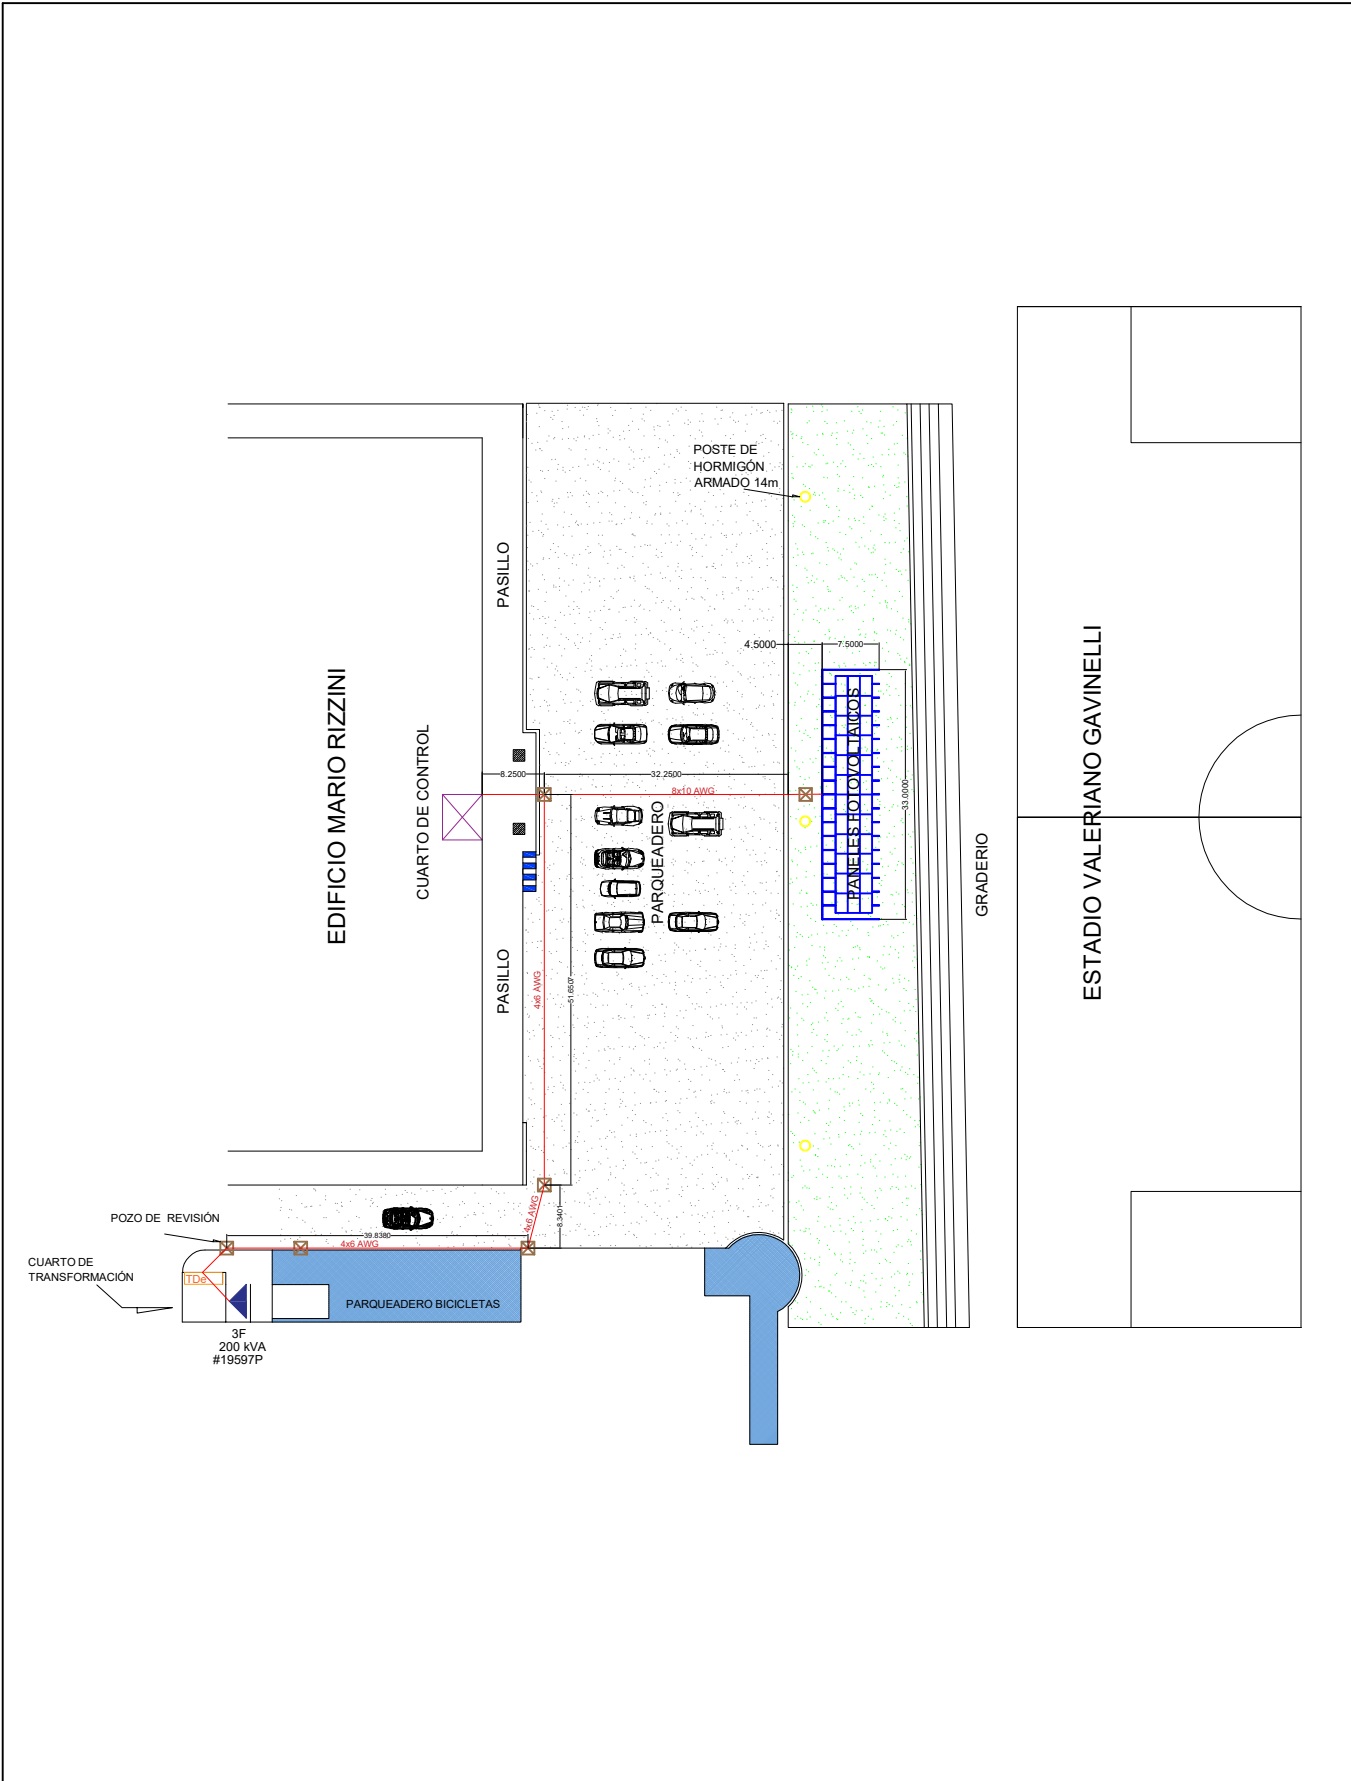 POSTE DE
HORMIGÓN
ARMADO 14m
PASILLO
4.5000
7.5000
EDIFICIO MARIO RIZZINI
CUARTO DE CONTROL
8.2500
32.2500
8x10 AWG
PARQUEADERO
PANELES FOTOVOLTAICOS
33.0000
GRADERIO
ESTADIO VALERIANO GAVINELLI
PASILLO
4x6 AWG
51.6507
4x6 AWG
8.3401
POZO DE REVISIÓN
39.8380
4x6 AWG
CUARTO DE
TRANSFORMACIÓN
TDe
PARQUEADERO BICICLETAS
3F
200 kVA
#19597P